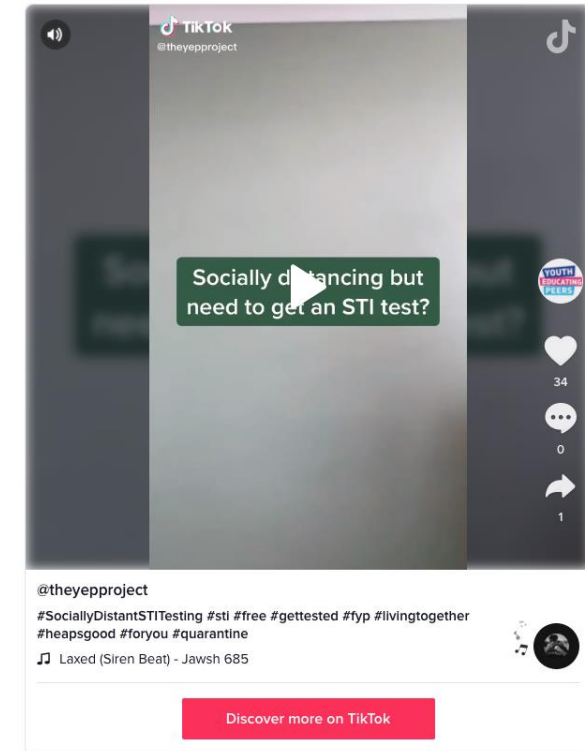 TikTok
@theyepproject
Socially distancing but
need to get an STI test?
YOUTH
EDUCATING
PEERS
34
0
1
@theyepproject
#SociallyDistantSTITesting #sti #free #gettested #fyp #livingtogether
#heapsgood #foryou #quarantine
Laxed (Siren Beat) - Jawsh 685
Discover more on TikTok